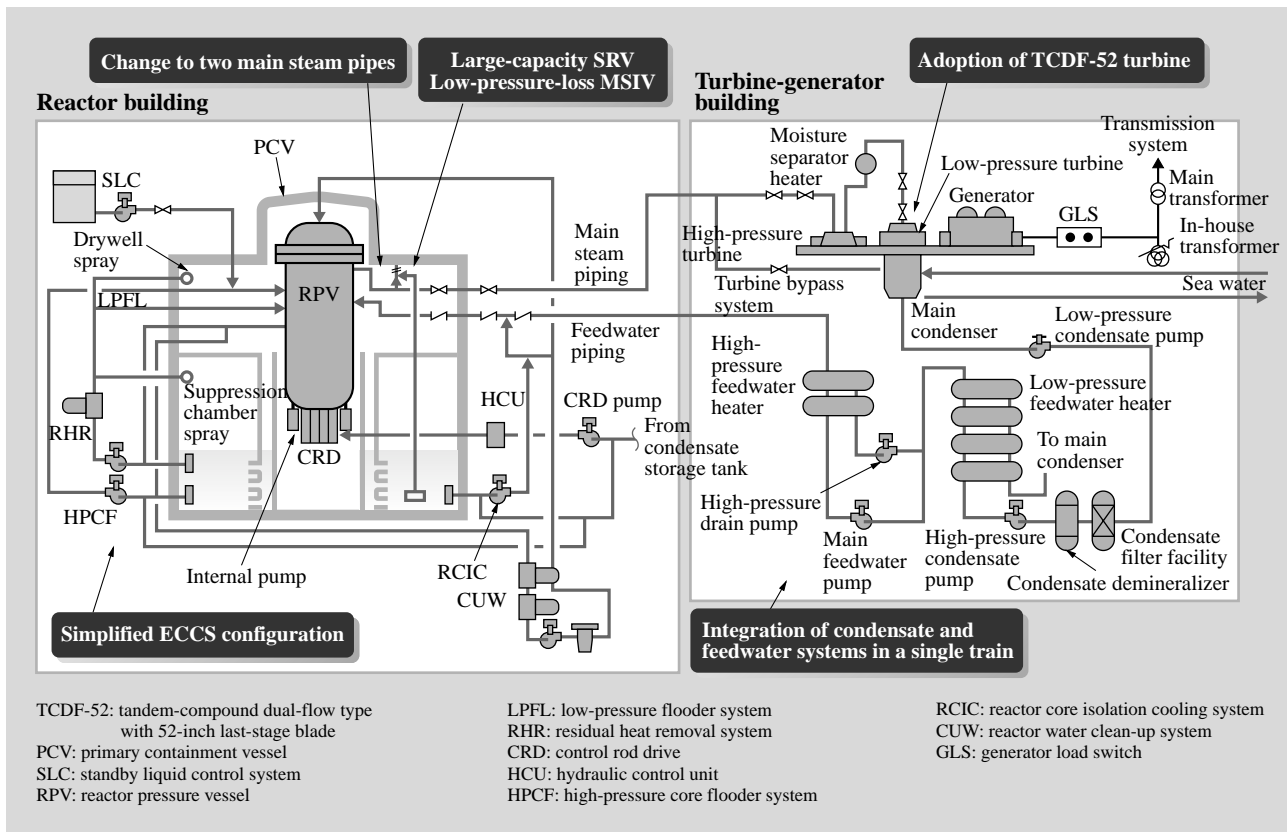 Change to two main steam pipes
Large-capacity SRV
Low-pressure-loss MSIV
Adoption of TCDF-52 turbine
Reactor building
Turbine-generator
building
PCV
SLC
Drywell
spray
LPFL
RPV
Main
steam
piping
Feedwater
piping
Suppression
chamber
spray
RHR
HPCF
CRD
HCU
CRD pump
From
condensate
storage tank
Internal pump
RCIC
CUW
Simplified ECCS configuration
Moisture
separator
heater
Low-pressure turbine
Generator
GLS
Transmission
system
Main
transformer
In-house
transformer
High-pressure
turbine
Turbine bypass
system
Main
condenser
Sea water
Low-pressure
condensate pump
High-
pressure
feedwater
heater
Low-pressure
feedwater heater
To main
condenser
High-pressure
drain pump
Main
feedwater
pump
High-pressure
condensate
pump
Condensate
filter facility
Condensate demineralizer
Integration of condensate and
feedwater systems in a single train
TCDF-52: tandem-compound dual-flow type
with 52-inch last-stage blade
PCV: primary containment vessel
SLC: standby liquid control system
RPV: reactor pressure vessel
LPFL: low-pressure flooder system
RHR: residual heat removal system
CRD: control rod drive
HCU: hydraulic control unit
HPCF: high-pressure core flooder system
RCIC: reactor core isolation cooling system
CUW: reactor water clean-up system
GLS: generator load switch